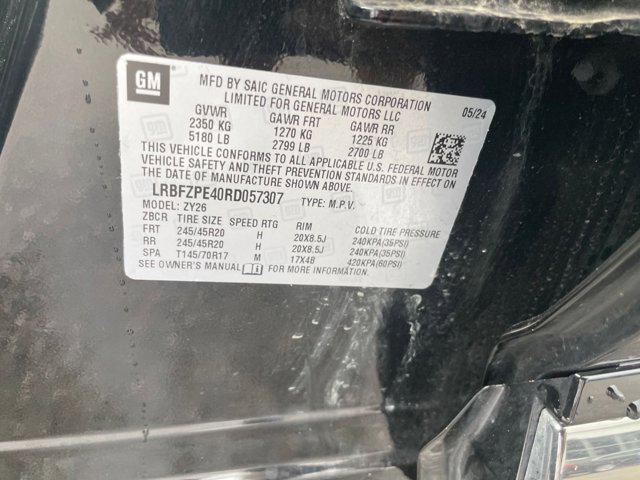 GM
MFD BY SAIC GENERAL MOTORS CORPORATION
LIMITED FOR GENERAL MOTORS LLC
05/24
GVWR GAWR FRT GAWR RR
2350 KG 1270 KG 1225 KG
5180 LB 2799 LB 2700 LB
THIS VEHICLE CONFORMS TO ALL APPLICABLE U.S. FEDERAL MOTOR
VEHICLE SAFETY AND THEFT PREVENTION STANDARDS IN EFFECT ON
THE DATE OF MANUFACTURE SHOWN ABOVE.
LRBFZPE40RD057307 TYPE: M.P.V.
MODEL: ZY26
ZBCR TIRE SIZE SPEED RTG RIM COLD TIRE PRESSURE
FRT 245/45R20 H 20X8.5J 240KPA(35PSI)
RR 245/45R20 H 20X8.5J 240KPA(35PSI)
SPA T145/70R17 M 17X4B 420KPA(60PSI)
SEE OWNER'S MANUAL FOR MORE INFORMATION.